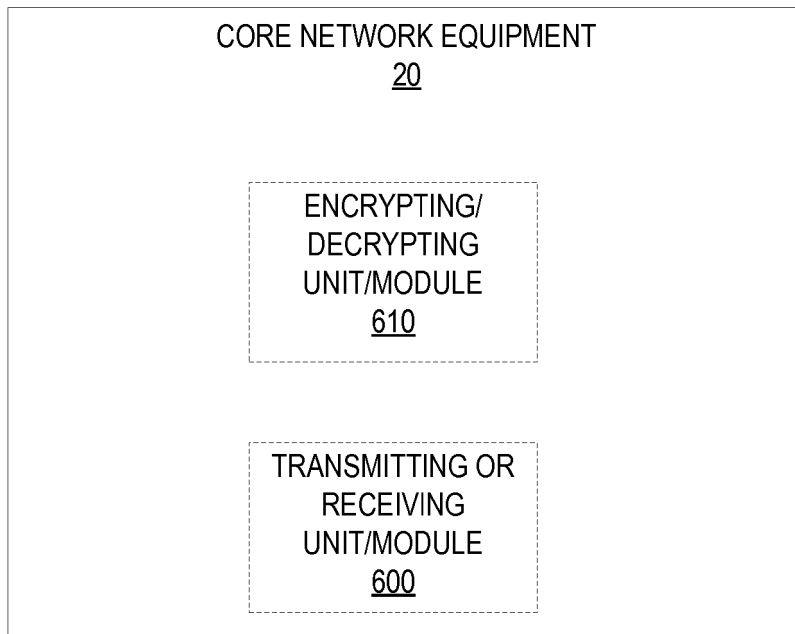 CORE NETWORK EQUIPMENT
20
ENCRYPTING/
DECRYPTING
UNIT/MODULE
610
TRANSMITTING OR
RECEIVING
UNIT/MODULE
600